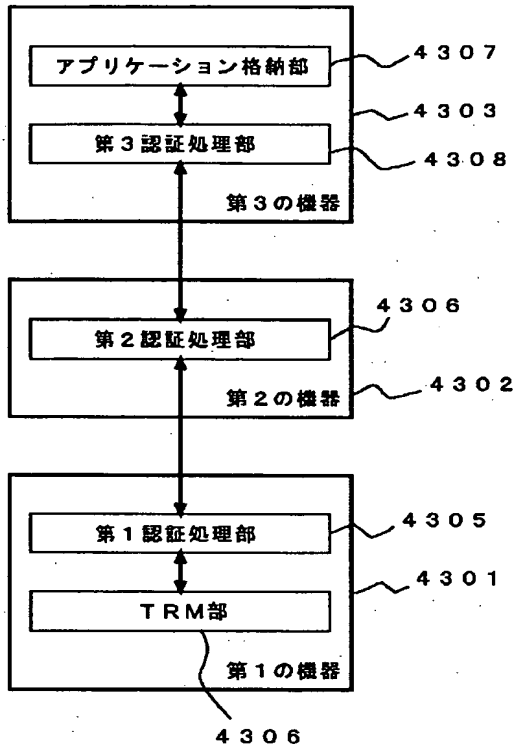 アプリケーション格納部
4307
4303
第3認証処理部
4308
第3の機器
4306
第2認証処理部
4302
第2の機器
4305
第1認証処理部
4301
TRM部
第1の機器
4306